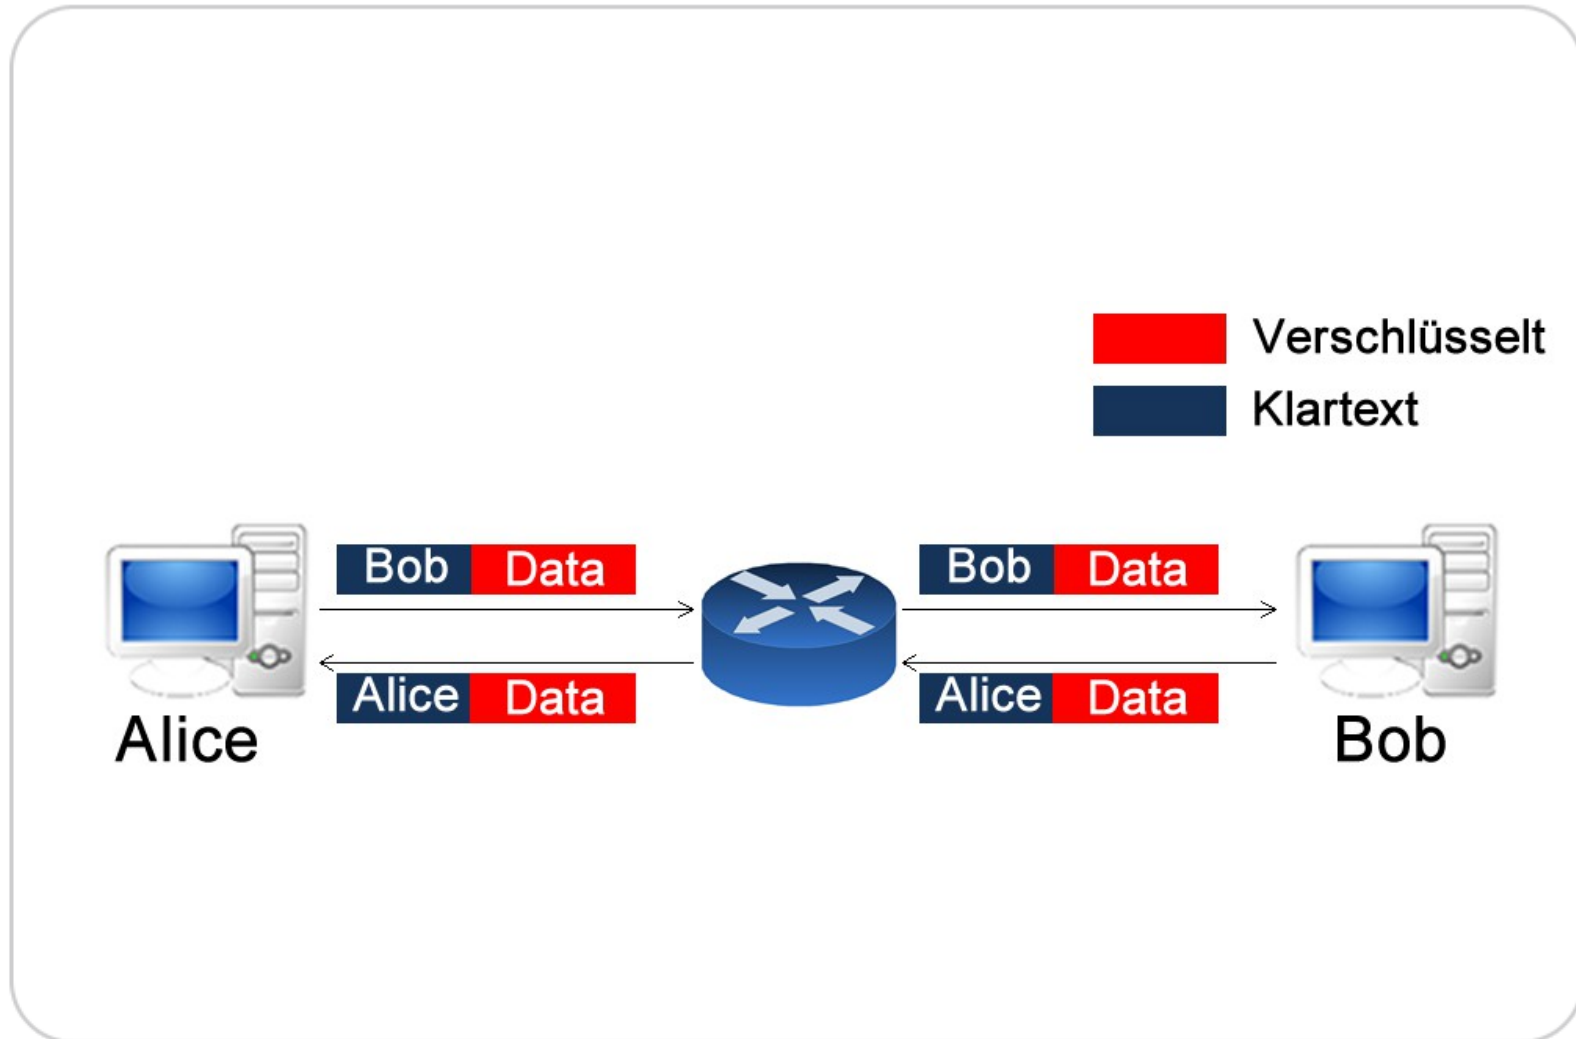 Verschlüsselt
Klartext
Bob Data
Bob Data
Alice Data
Alice Data
Alice
Bob